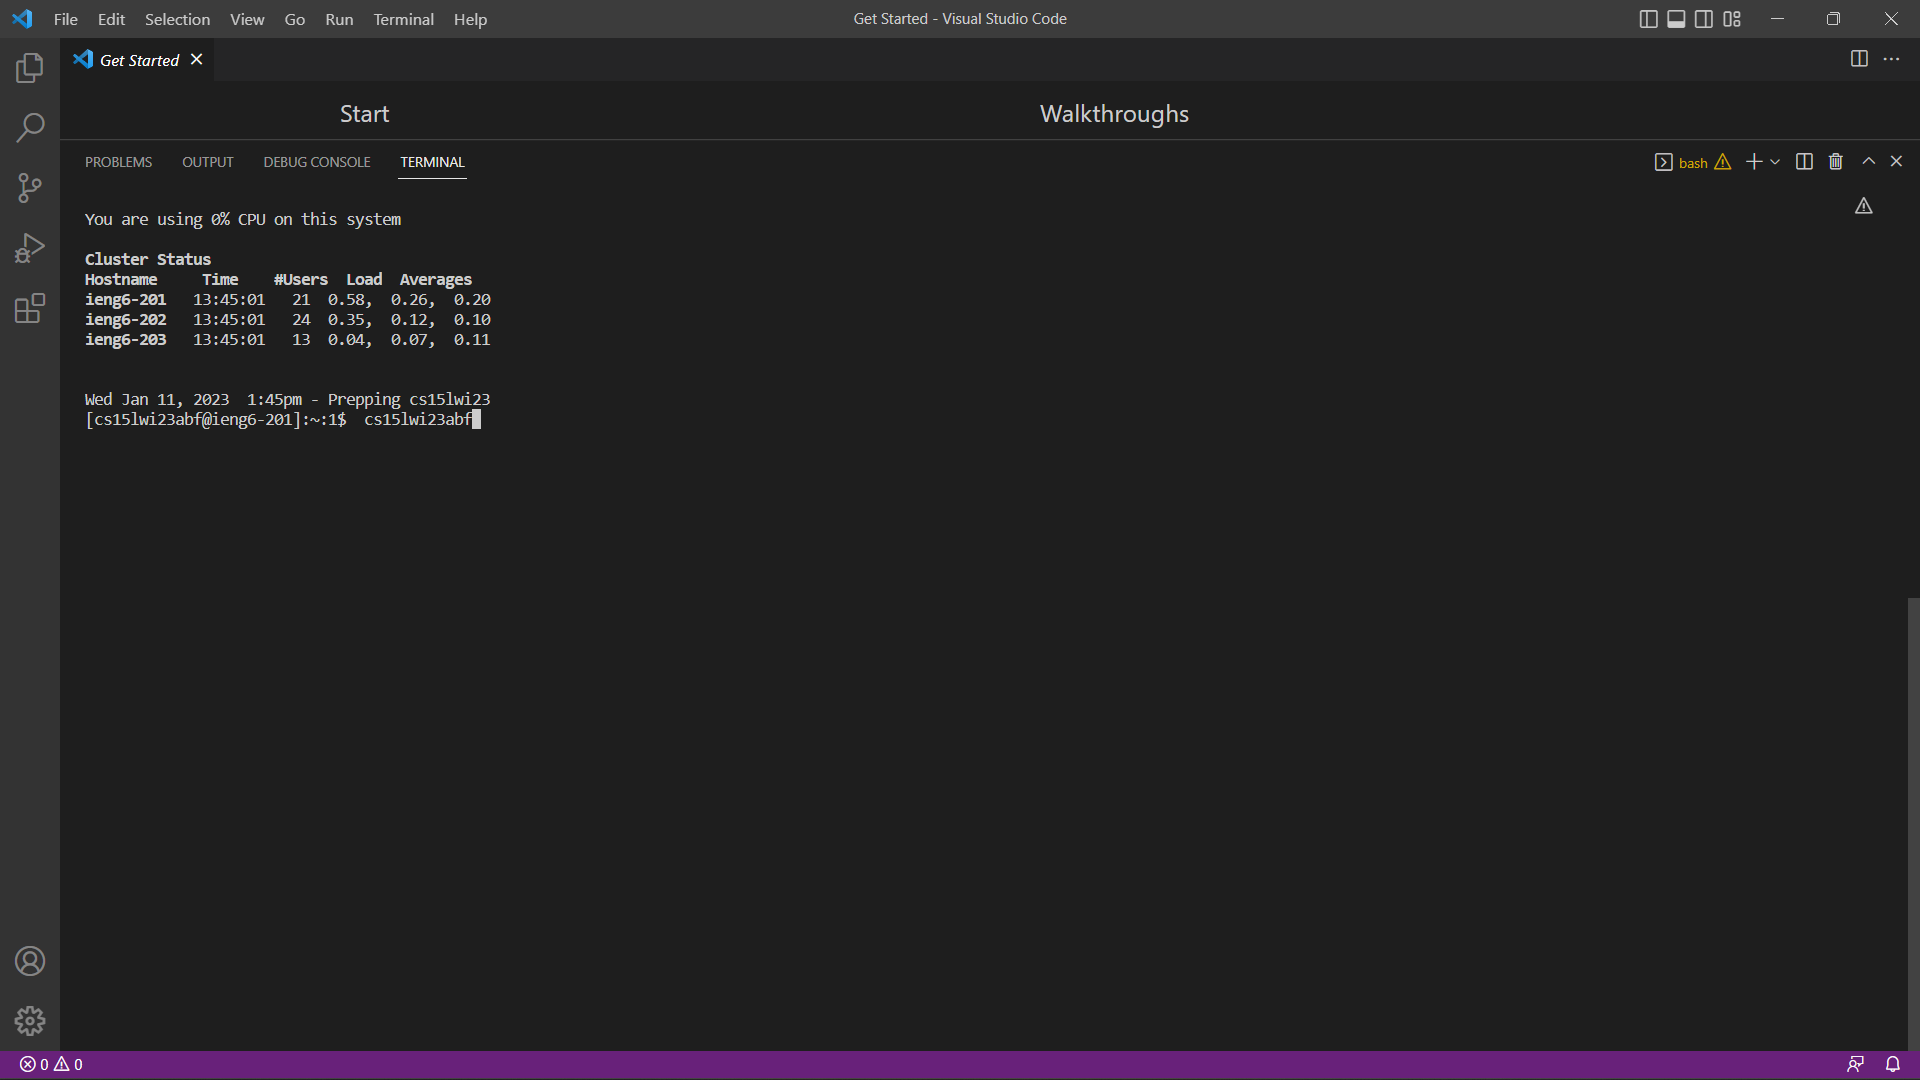 File Edit Selection View Go Run Terminal Help
Get Started - Visual Studio Code
Get Started
Start
Walkthroughs
PROBLEMS OUTPUT DEBUG CONSOLE TERMINAL
bash
You are using 0% CPU on this system
Cluster Status
Hostname     Time    #Users  Load  Averages
ieng6-201   13:45:01   21  0.58,  0.26,  0.20
ieng6-202   13:45:01   24  0.35,  0.12,  0.10
ieng6-203   13:45:01   13  0.04,  0.07,  0.11
Wed Jan 11, 2023  1:45pm - Prepping cs15lwi23
[cs15lwi23abf@ieng6-201]:~:1$  cs15lwi23abf
0 0